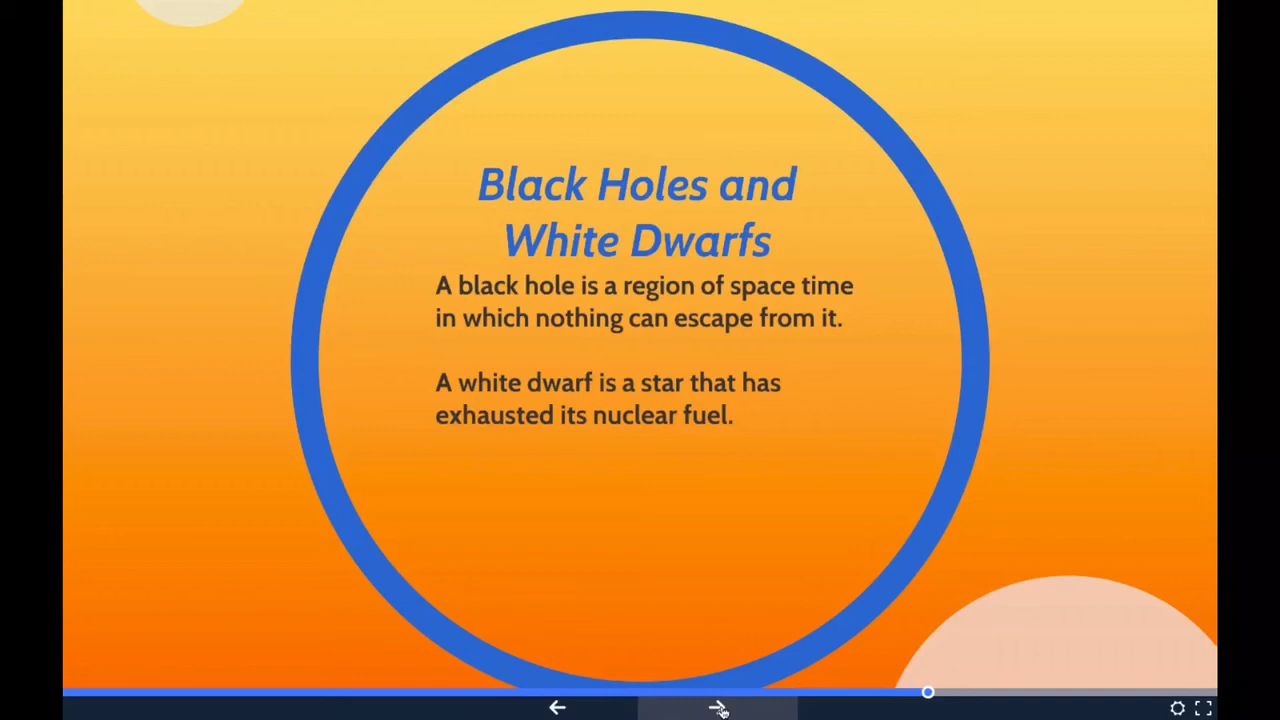 Black Holes and
White Dwarfs
A black hole is a region of space time
in which nothing can escape from it.
A white dwarf is a star that has
exhausted its nuclear fuel.